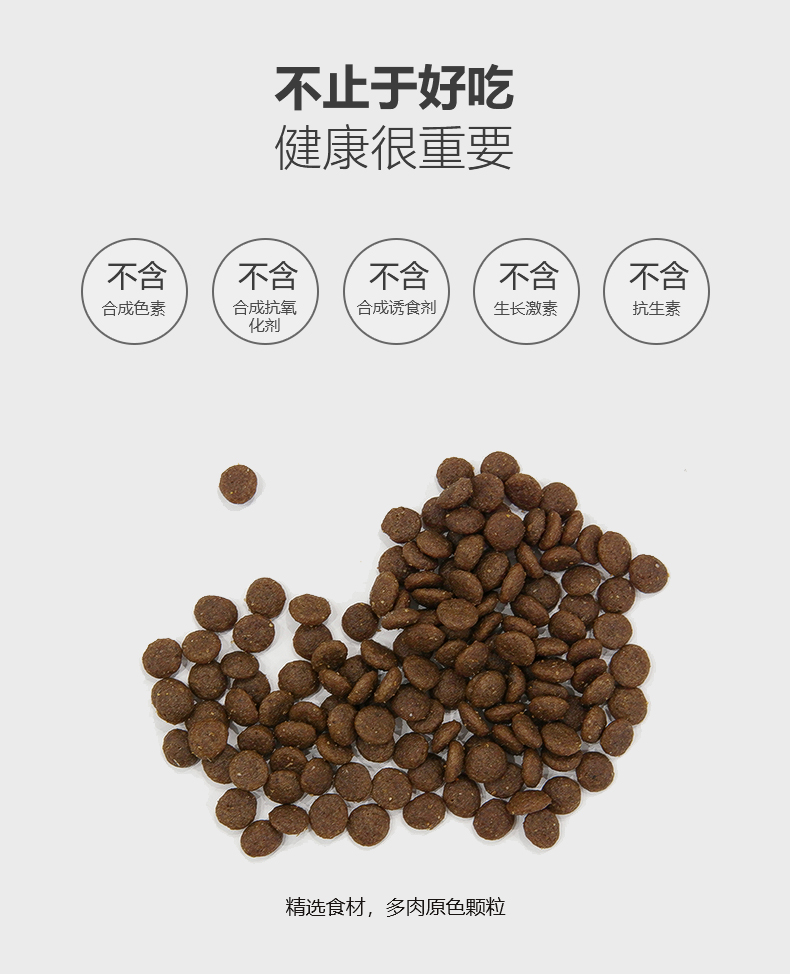 不止于好吃
健康很重要
不含
合成色素
不含
合成抗氧
化剂
不含
合成诱食剂
不含
生长激素
不含
抗生素
精选食材，多肉原色颗粒